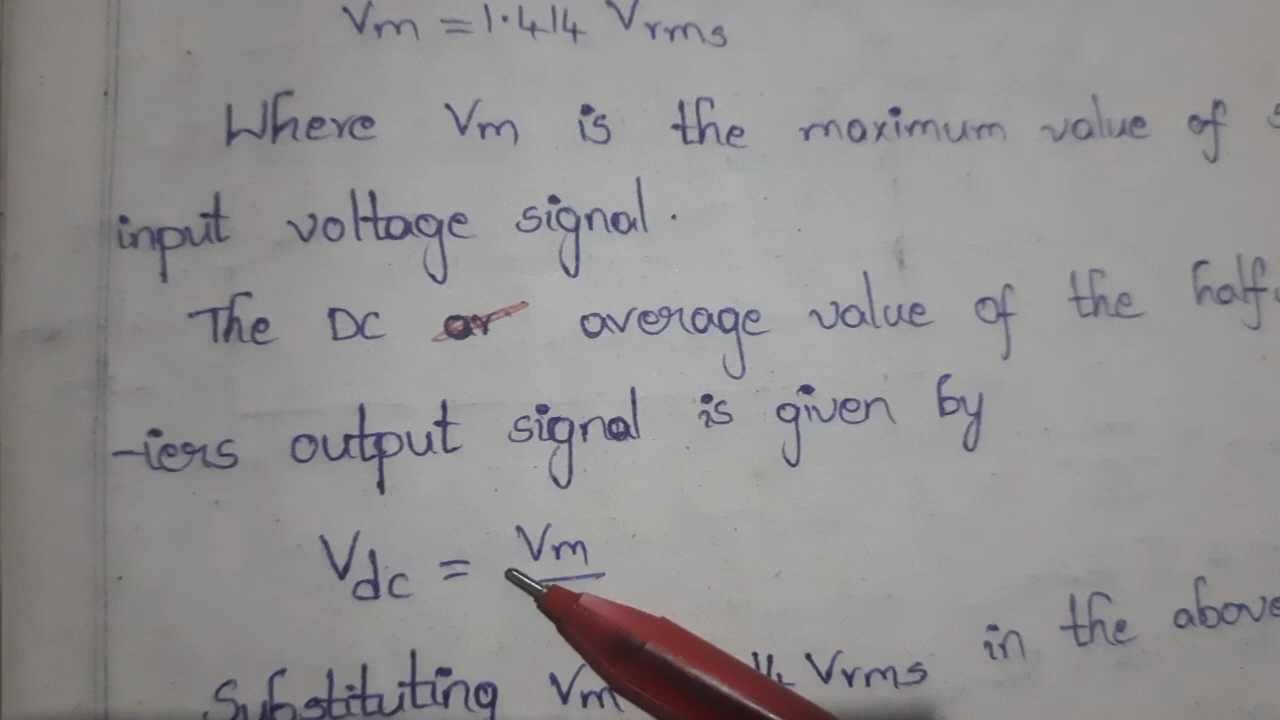 Vm = 1.414 Vrms
Where Vm is the maximum value of
input voltage signal.
The DC or average value of the half
-iers output signal is given by
Vdc = Vm
Substituting Vm Vrms in the above